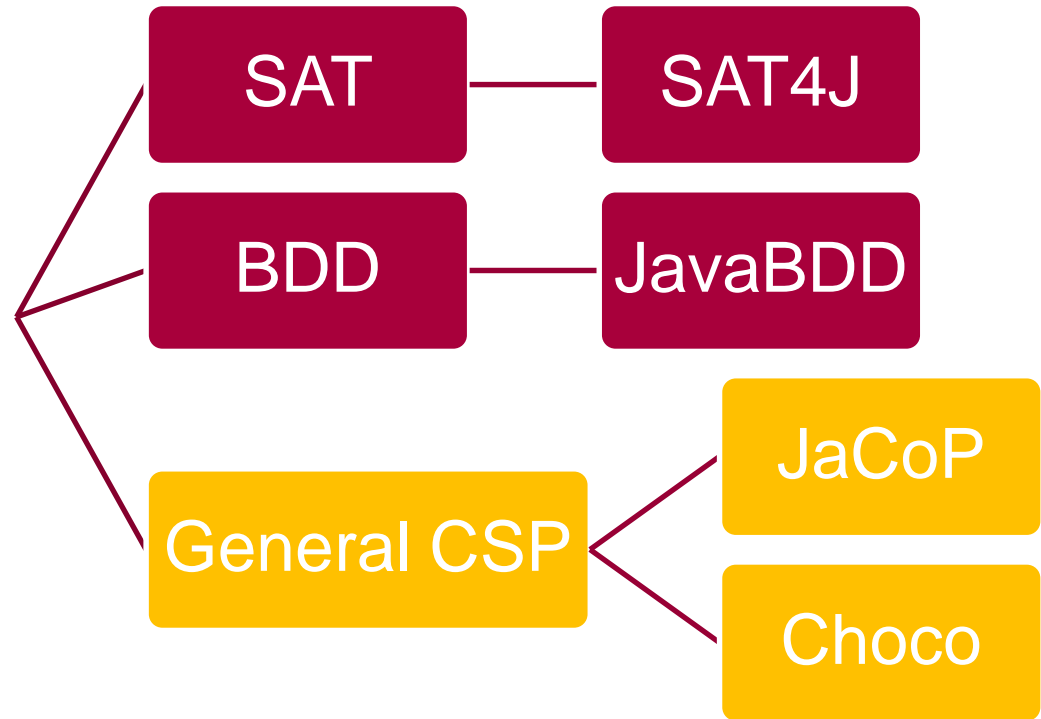 SAT
SAT4J
BDD
JavaBDD
General CSP
JaCoP
Choco